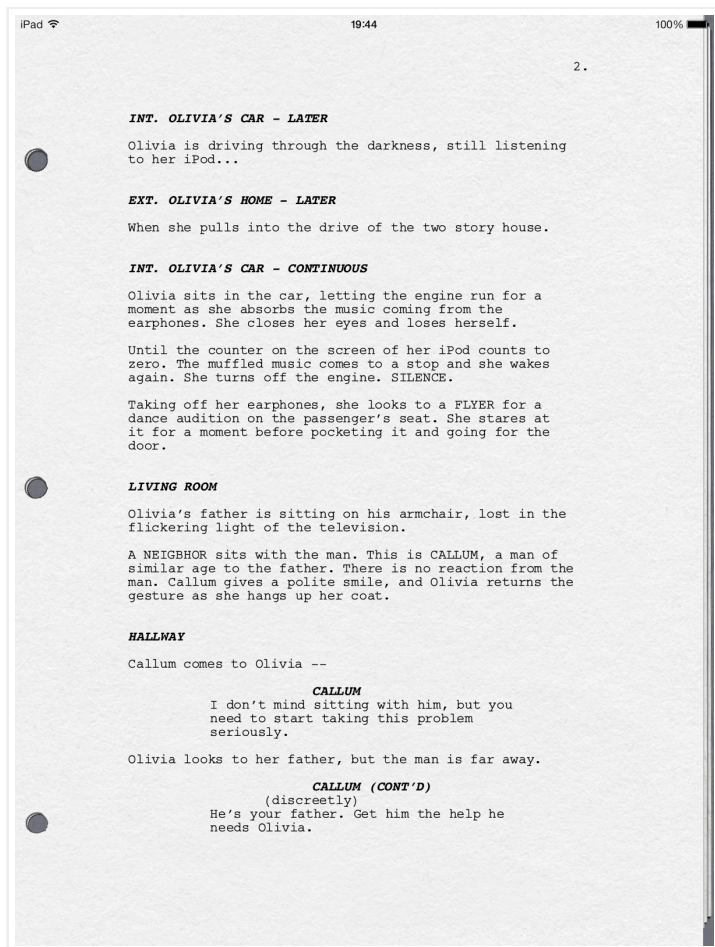 iPad
19:44
100%
2.
INT. OLIVIA'S CAR - LATER
Olivia is driving through the darkness, still listening
to her iPod...
EXT. OLIVIA'S HOME - LATER
When she pulls into the drive of the two story house.
INT. OLIVIA'S CAR - CONTINUOUS
Olivia sits in the car, letting the engine run for a
moment as she absorbs the music coming from the
earphones. She closes her eyes and loses herself.
Until the counter on the screen of her iPod counts to
zero. The muffled music comes to a stop and she wakes
again. She turns off the engine. SILENCE.
Taking off her earphones, she looks to a FLYER for a
dance audition on the passenger's seat. She stares at
it for a moment before pocketing it and going for the
door.
LIVING ROOM
Olivia's father is sitting on his armchair, lost in the
flickering light of the television.
A NEIGBHOR sits with the man. This is CALLUM, a man of
similar age to the father. There is no reaction from the
man. Callum gives a polite smile, and Olivia returns the
gesture as she hangs up her coat.
HALLWAY
Callum comes to Olivia --
CALLUM
I don't mind sitting with him, but you
need to start taking this problem
seriously.
Olivia looks to her father, but the man is far away.
CALLUM (CONT'D)
(discreetly)
He's your father. Get him the help he
needs Olivia.